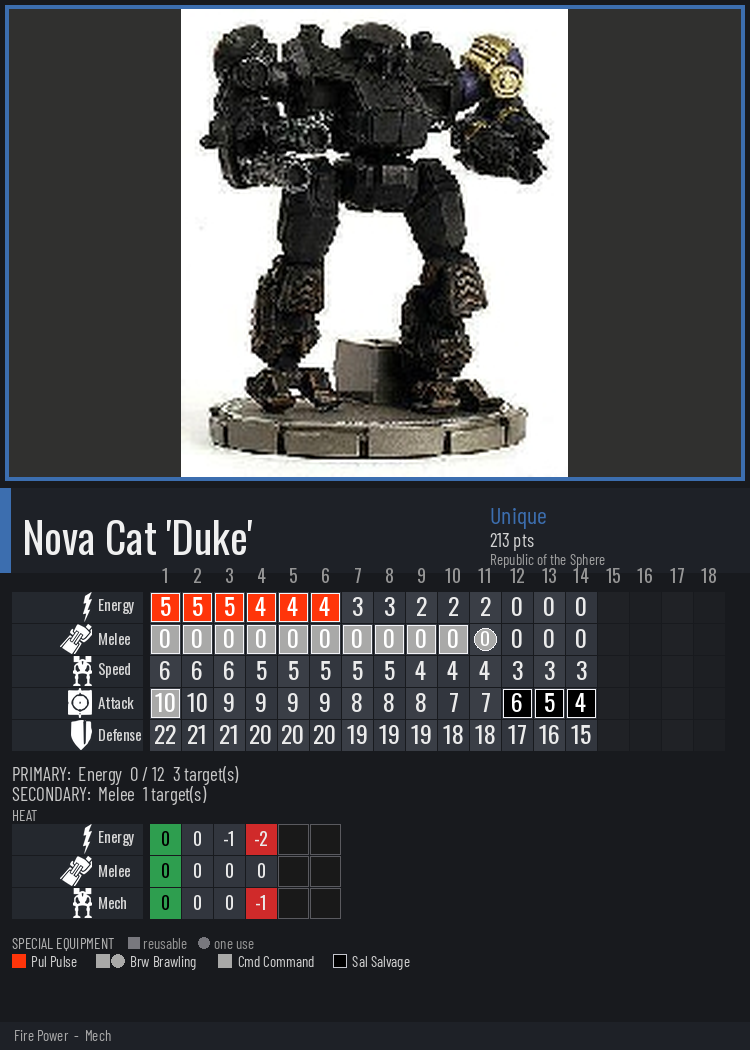 Nova Cat 'Duke'
Unique
213 pts
Republic of the Sphere
1 2 3 4 5 6 7 8 9 10 11 12 13 14 15 16 17 18
Energy 5 5 5 4 4 4 3 3 2 2 2 0 0 0
Melee 0 0 0 0 0 0 0 0 0 0 0 0 0 0
Speed 6 6 6 5 5 5 5 5 4 4 4 3 3 3
Attack 10 10 9 9 9 9 8 8 8 7 7 6 5 4
Defense 22 21 21 20 20 20 19 19 19 18 18 17 16 15
PRIMARY: Energy 0 / 12 3 target(s)
SECONDARY: Melee 1 target(s)
HEAT
Energy 0 0 -1 -2
Melee 0 0 0 0
Mech 0 0 0 -1
SPECIAL EQUIPMENT reusable one use
Pul Pulse Brw Brawling Cmd Command Sal Salvage
Fire Power - Mech